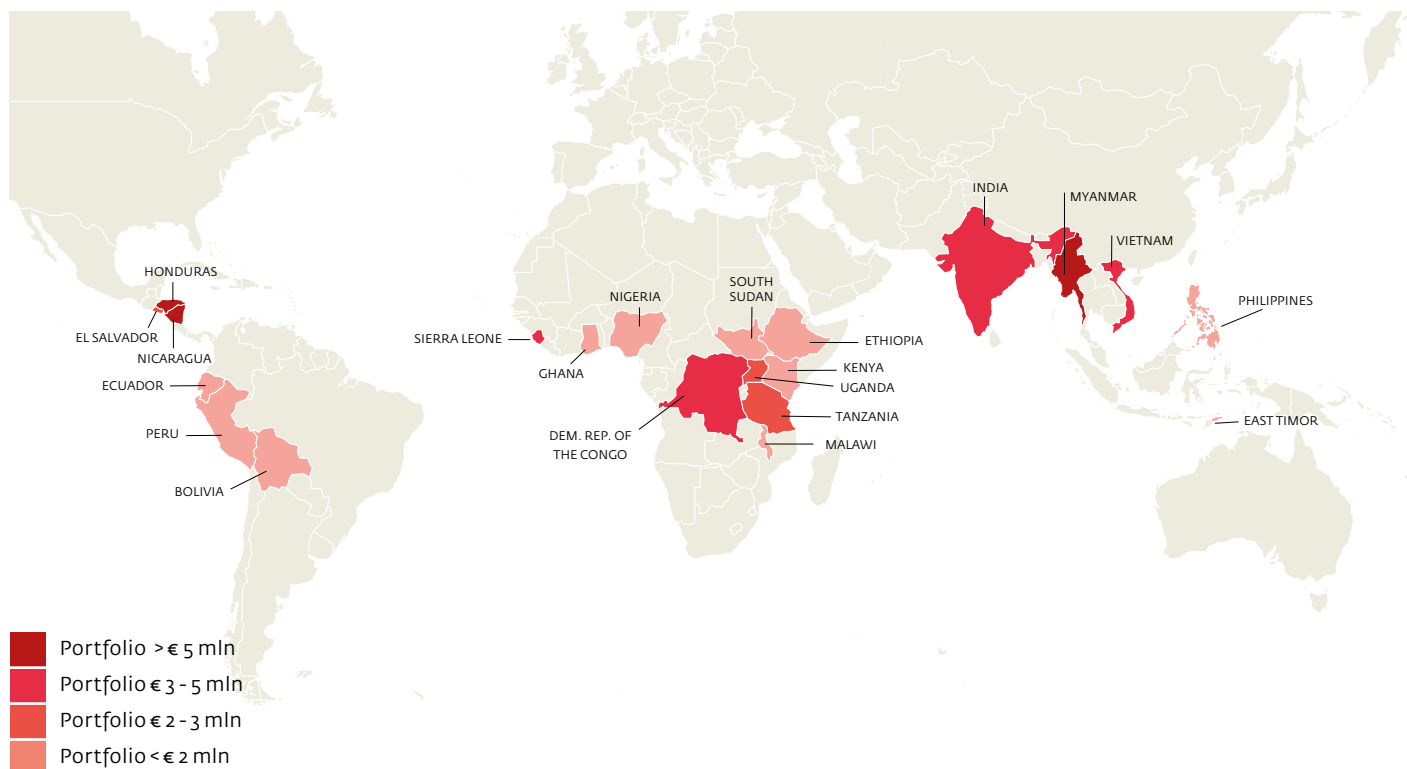 INDIA
MYANMAR
VIETNAM
HONDURAS
SOUTH
SUDAN
NIGERIA
PHILIPPINES
EL SALVADOR
SIERRA LEONE
ETHIOPIA
NICARAGUA
GHANA
KENYA
ECUADOR
UGANDA
TANZANIA
EAST TIMOR
PERU
DEM. REP. OF
THE CONGO
MALAWI
BOLIVIA
Portfolio > € 5 mln
Portfolio € 3 - 5 mln
Portfolio € 2 - 3 mln
Portfolio < € 2 mln